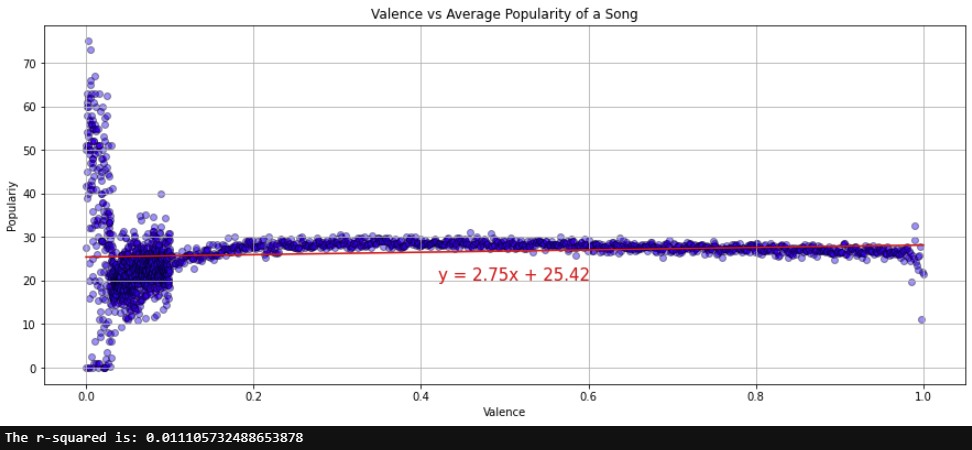 Valence vs Average Popularity of a Song
Populariy
70
60
50
40
30
20
10
0
y = 2.75x + 25.42
0.0 0.2 0.4 0.6 0.8 1.0
Valence
The r-squared is: 0.011105732488653878